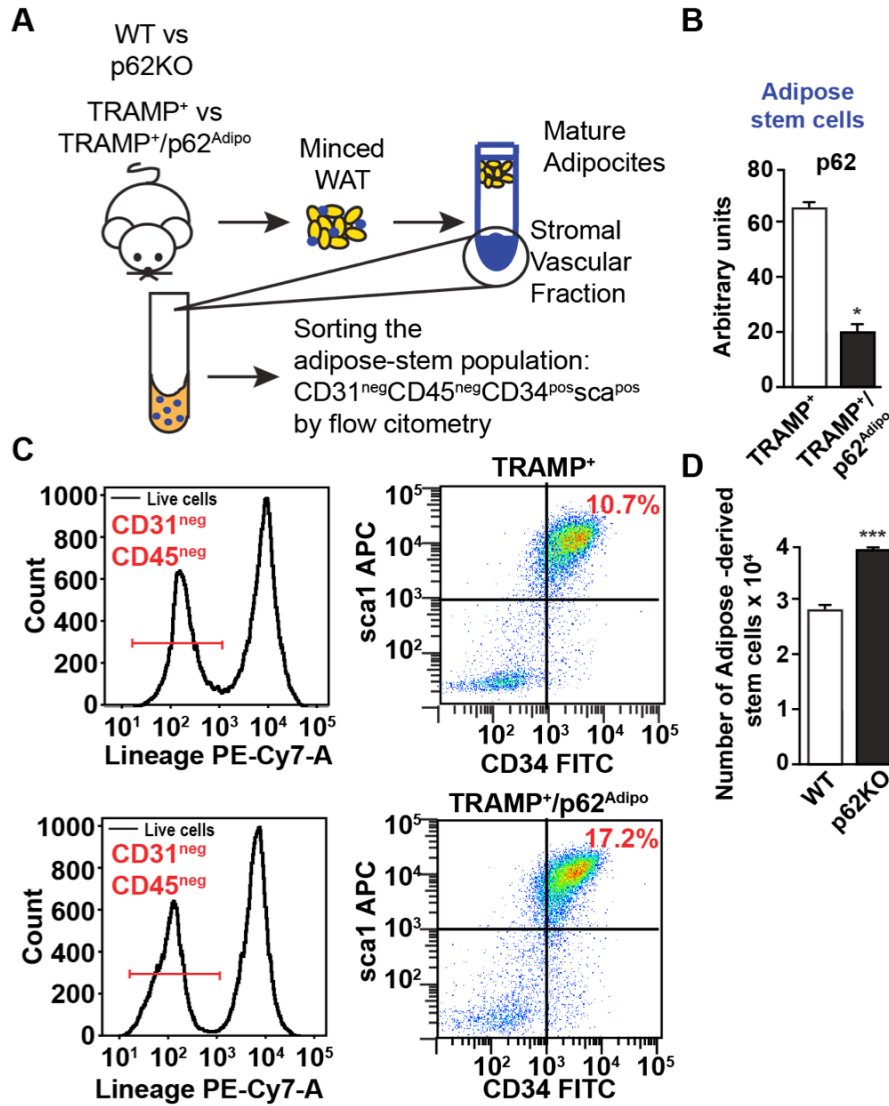 A
WT vs
p62KO
TRAMP⁺ vs
TRAMP⁺/p62ᴬᵈⁱᵖᵒ
Minced
WAT
Mature
Adipocites
Stromal
Vascular
Fraction
Sorting the
adipose-stem population:
CD31ⁿᵉᵍCD45ⁿᵉᵍCD34ᵖᵒˢscaᵖᵒˢ
by flow citometry
B
Adipose
stem cells
p62
Arbitrary units
80
60
40
20
0
*
TRAMP⁺
TRAMP⁺/
p62ᴬᵈⁱᵖᵒ
C
1000
800
600
400
200
0
Count
Live cells
CD31ⁿᵉᵍ
CD45ⁿᵉᵍ
10¹ 10² 10³ 10⁴ 10⁵
Lineage PE-Cy7-A
TRAMP⁺
10.7%
sca1 APC
10⁵
10⁴
10³
10²
10² 10³ 10⁴ 10⁵
CD34 FITC
1000
800
600
400
200
0
Count
Live cells
CD31ⁿᵉᵍ
CD45ⁿᵉᵍ
10¹ 10² 10³ 10⁴ 10⁵
Lineage PE-Cy7-A
TRAMP⁺/p62ᴬᵈⁱᵖᵒ
17.2%
sca1 APC
10⁵
10⁴
10³
10²
10² 10³ 10⁴ 10⁵
CD34 FITC
D
Number of Adipose -derived
stem cells x 10⁴
4
3
2
1
0
***
WT
p62KO